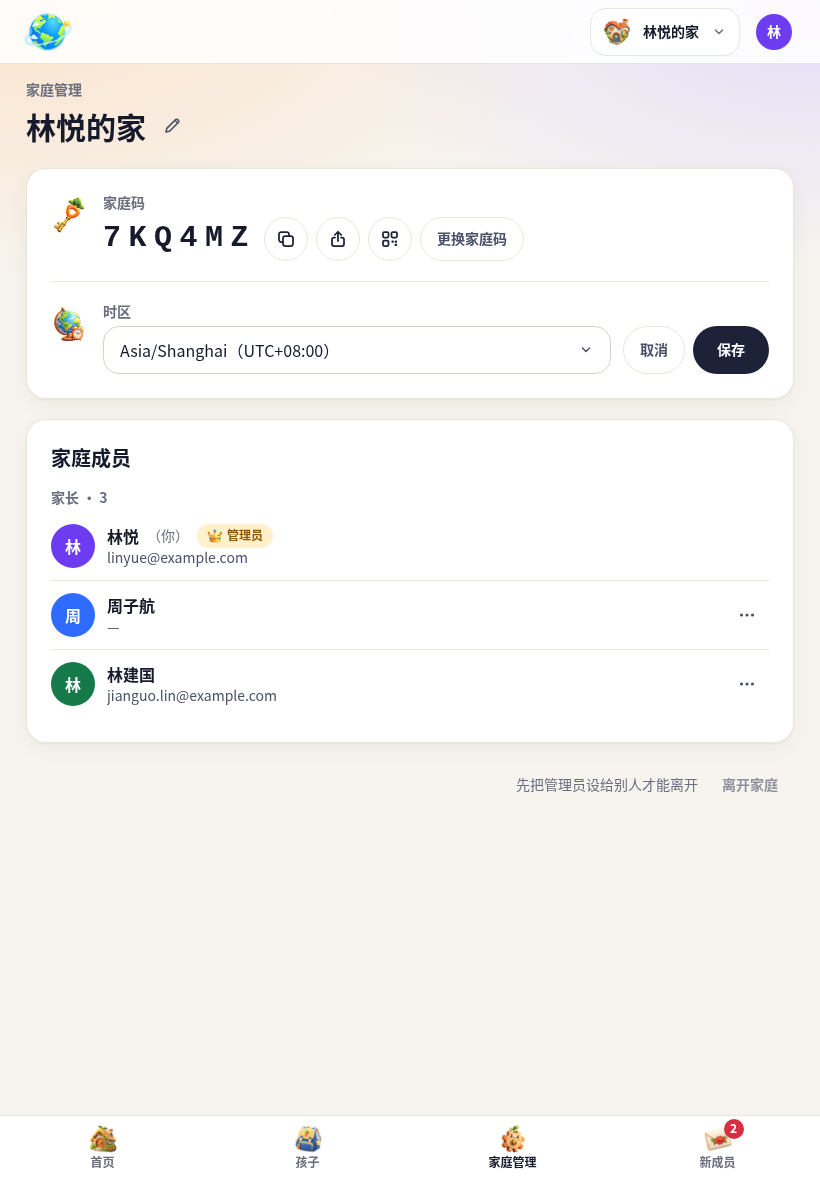 林悦的家
林
家庭管理
林悦的家
家庭码
7KQ4MZ
更换家庭码
时区
Asia/Shanghai（UTC+08:00）
取消
保存
家庭成员
家长 · 3
林
林悦 （你） 管理员
linyue@example.com
周
周子航
—
林
林建国
jianguo.lin@example.com
先把管理员设给别人才能离开 离开家庭
2
首页 孩子 家庭管理 新成员